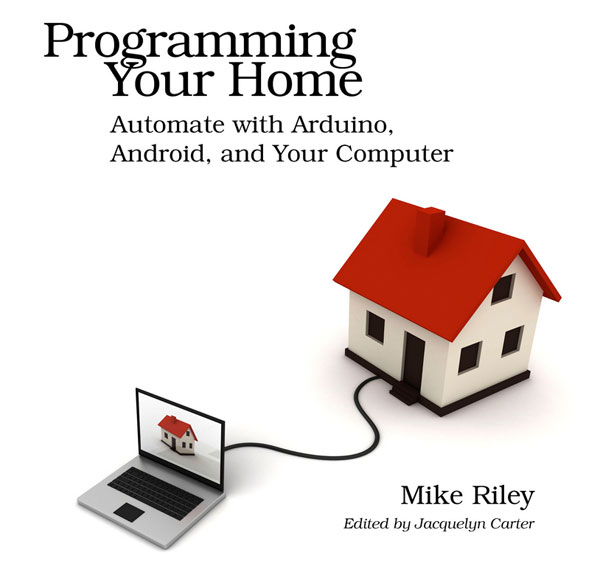 Programming
Your Home
Automate with Arduino,
Android, and Your Computer
Mike Riley
Edited by Jacquelyn Carter